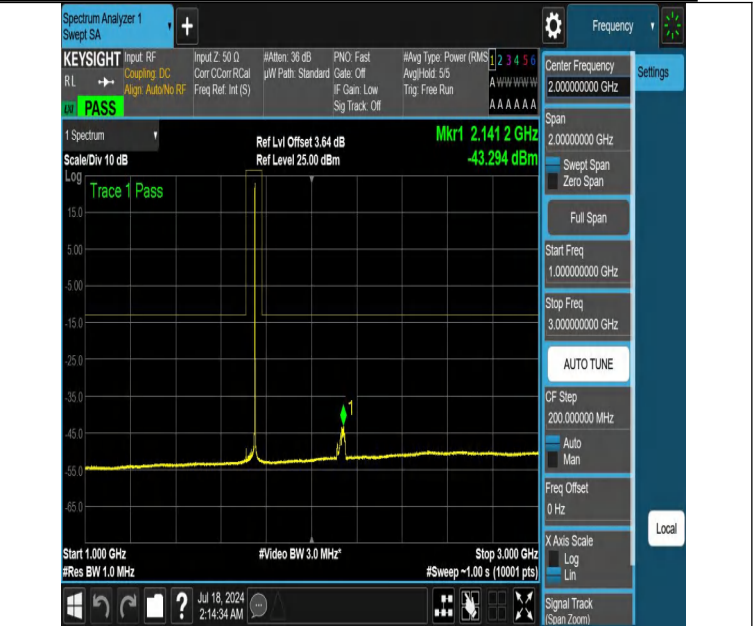 Spectrum Analyzer 1
Swept SA
+
Frequency
KEYSIGHT
RL
PASS
Input: RF
Coupling: DC
Align: Auto/No RF
Input Z: 50 Ω
Corr CCorr RCal
Freq Ref: Int (S)
#Atten: 36 dB
µW Path: Standard
PNO: Fast
Gate: Off
IF Gain: Low
Sig Track: Off
#Avg Type: Power (RMS
Avg|Hold: 5/5
Trig: Free Run
1 2 3 4 5 6
A W W W W W
A A A A A A
Center Frequency
2.000000000 GHz
Settings
Span
2.00000000 GHz
Swept Span
Zero Span
Full Span
Start Freq
1.000000000 GHz
Stop Freq
3.000000000 GHz
AUTO TUNE
CF Step
200.000000 MHz
Auto
Man
Freq Offset
0 Hz
X Axis Scale
Log
Lin
Signal Track
(Span Zoom)
Local
1 Spectrum
Scale/Div 10 dB
Ref Lvl Offset 3.64 dB
Ref Level 25.00 dBm
Mkr1 2.141 2 GHz
-43.294 dBm
Log
Trace 1 Pass
15.0
5.00
-5.00
-15.0
-25.0
-35.0
-45.0
-55.0
-65.0
1
Start 1.000 GHz
#Res BW 1.0 MHz
#Video BW 3.0 MHz*
Stop 3.000 GHz
#Sweep ~1.00 s (10001 pts)
?
Jul 18, 2024
2:14:34 AM